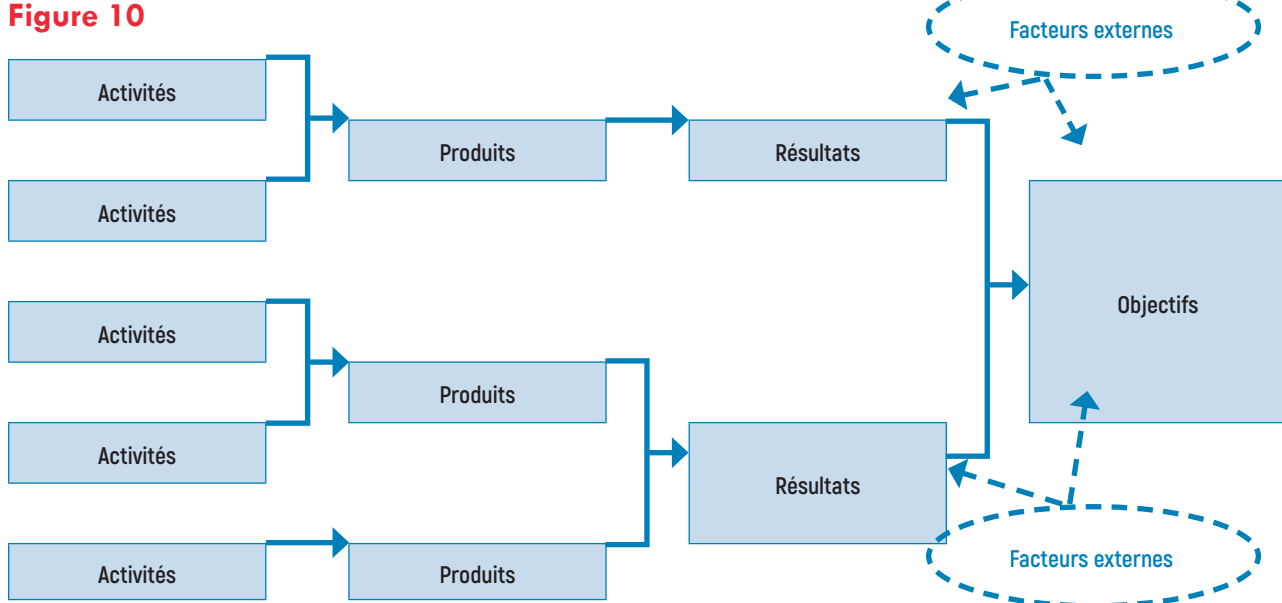 Figure 10
Facteurs externes
Activités
Produits
Résultats
Activités
Objectifs
Activités
Produits
Activités
Résultats
Activités
Produits
Facteurs externes